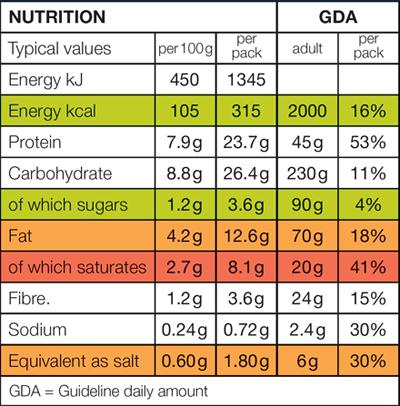 NUTRITION GDA
Typical values per 100g per pack adult per pack
Energy kJ 450 1345
Energy kcal 105 315 2000 16%
Protein 7.9g 23.7g 45g 53%
Carbohydrate 8.8g 26.4g 230g 11%
of which sugars 1.2g 3.6g 90g 4%
Fat 4.2g 12.6g 70g 18%
of which saturates 2.7g 8.1g 20g 41%
Fibre. 1.2g 3.6g 24g 15%
Sodium 0.24g 0.72g 2.4g 30%
Equivalent as salt 0.60g 1.80g 6g 30%
GDA = Guideline daily amount